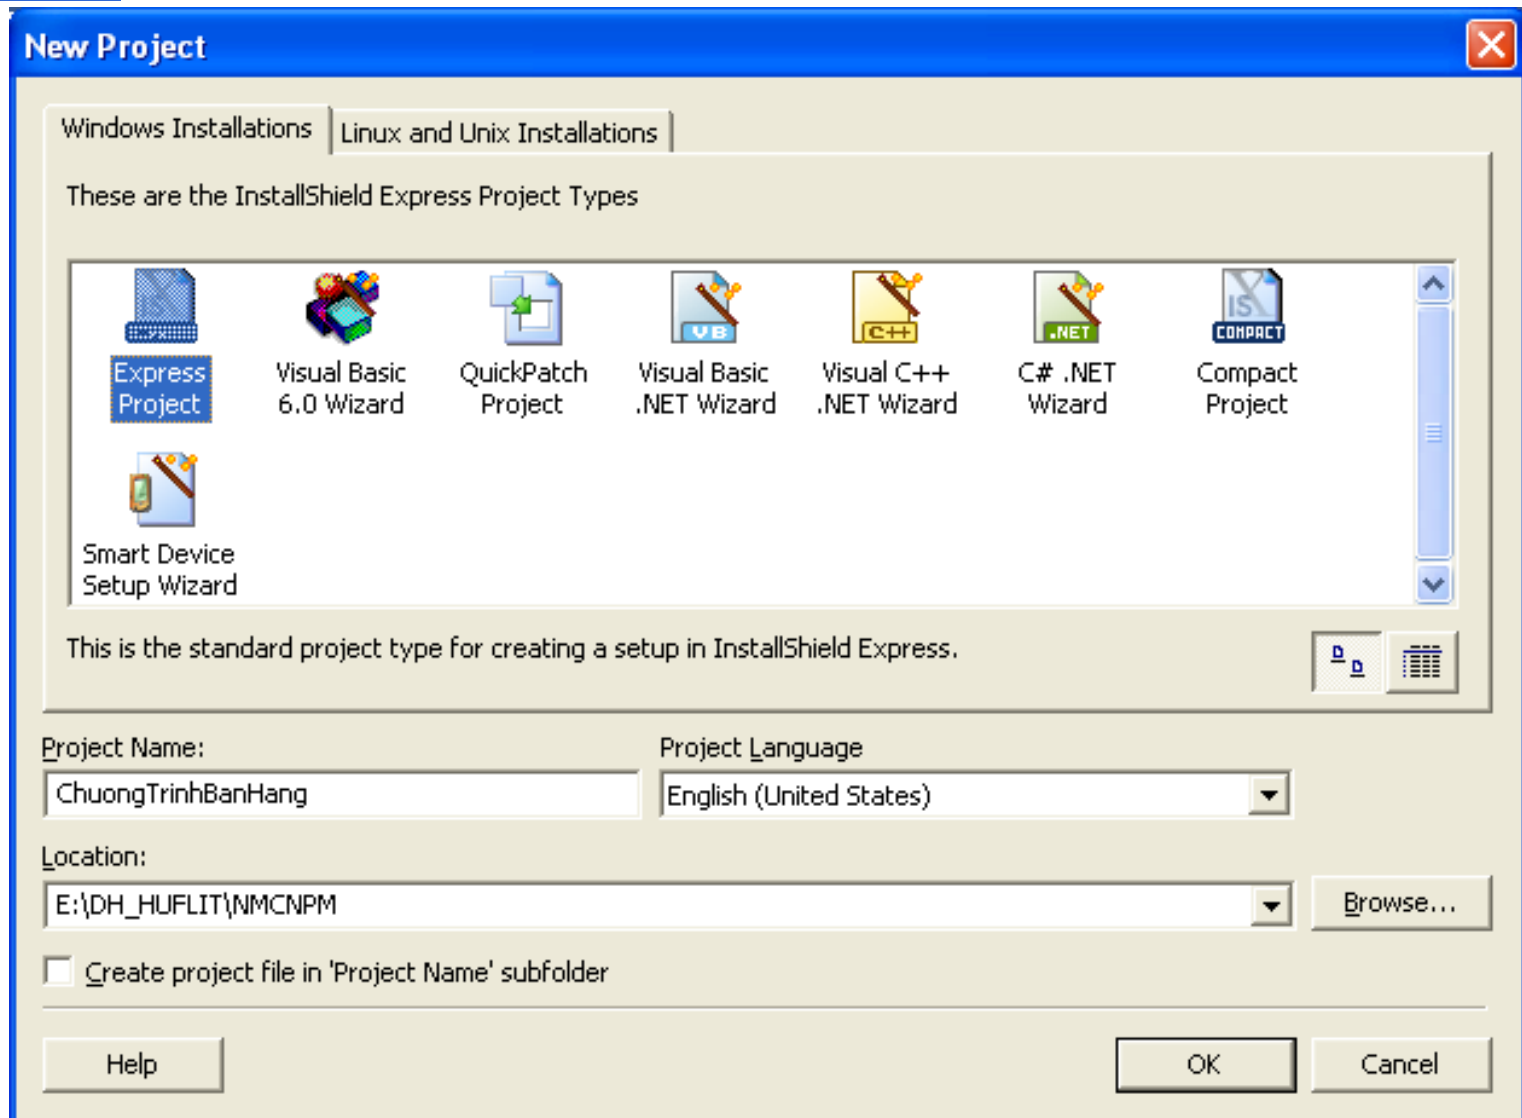 New Project
Windows Installations
Linux and Unix Installations
These are the InstallShield Express Project Types
IS
VB
C++
.NET
IS
COMPACT
Express
Project
Visual Basic
6.0 Wizard
QuickPatch
Project
Visual Basic
.NET Wizard
Visual C++
.NET Wizard
C# .NET
Wizard
Compact
Project
Smart Device
Setup Wizard
This is the standard project type for creating a setup in InstallShield Express.
Project Name:
Project Language
ChuongTrinhBanHang
English (United States)
Location:
E:\DH_HUFLIT\NMCNPM
Browse...
Create project file in 'Project Name' subfolder
Help
OK
Cancel